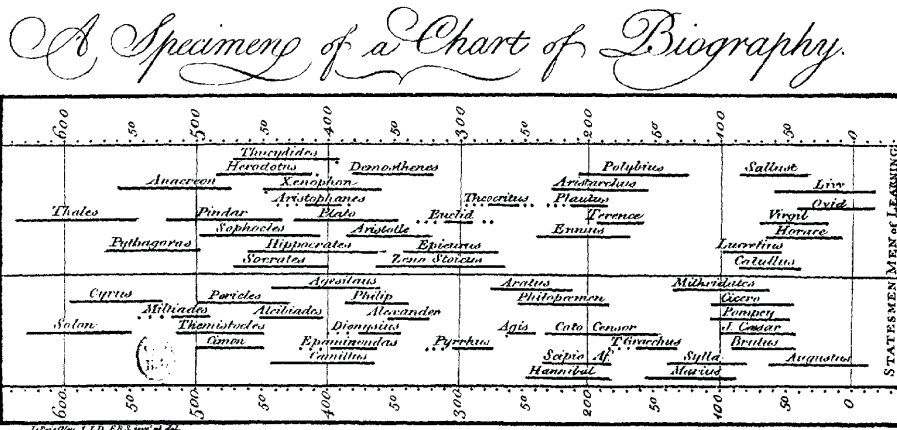 A Specimen of a Chart of Biography.
600 50 500 50 400 50 300 50 200 50 100 50 0
Thucydides
Herodotus Demosthenes Polybius Sallust
Anacreon Xenophon Aristarchus Livy
Aristophanes Theocritus Plautus Ovid
Thales Pindar Plato Euclid Terence Virgil
Sophocles Aristotle Ennius Horace
Pythagoras Hippocrates Epicurus Lucretius
Socrates Zeno Stoicus Catullus
MEN of LEARNING
Agesilaus Aratus Mithridates
Cyrus Pericles Philip Philopœmen Cicero
Miltiades Alcibiades Alexander Pompey
Solon Themistocles Dionysius Agis Cato Censor J. Cæsar
Cimon Epaminondas Pyrrhus T. Gracchus Brutus
Camillus Scipio Af. Sylla Augustus
Hannibal Marius
STATESMEN
600 50 500 50 400 50 300 50 200 50 100 50 0